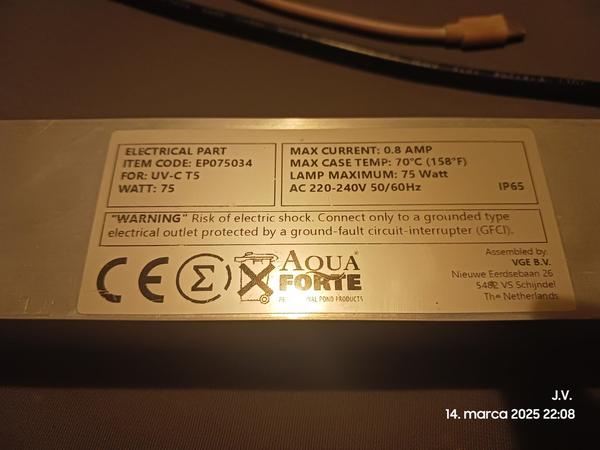 ELECTRICAL PART
ITEM CODE: EP075034
FOR: UV-C T5
WATT: 75
MAX CURRENT: 0.8 AMP
MAX CASE TEMP: 70°C (158°F)
LAMP MAXIMUM: 75 Watt
AC 220-240V 50/60Hz IP65
"WARNING" Risk of electric shock. Connect only to a grounded type
electrical outlet protected by a ground-fault circuit-interrupter (GFCI).
CE
AQUA
FORTE
POND PRODUCTS
Assembled by:
VGE B.V.
Nieuwe Eerdsebaan 26
5482 VS Schijndel
The Netherlands
J.V.
14. marca 2025 22:08